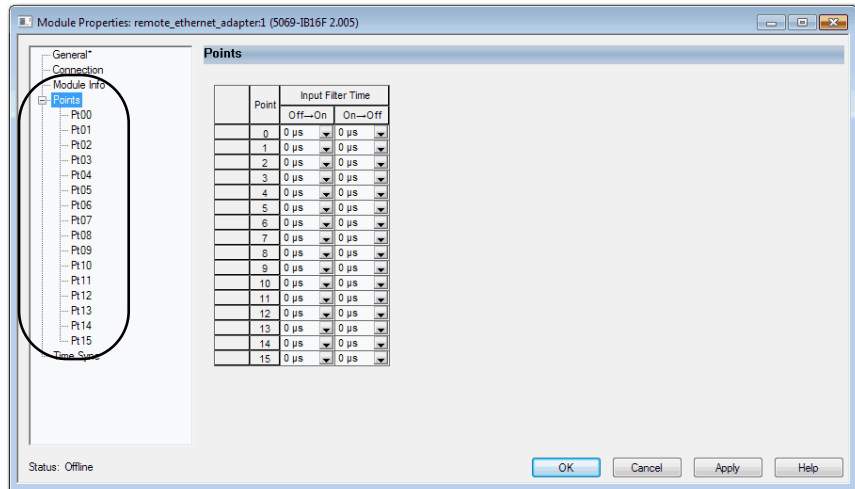 Module Properties: remote_ethernet_adapter:1 (5069-IB16F 2.005)
General*
Connection
Module Info
Points
Pt00
Pt01
Pt02
Pt03
Pt04
Pt05
Pt06
Pt07
Pt08
Pt09
Pt10
Pt11
Pt12
Pt13
Pt14
Pt15
Time Sync
Points
Point Input Filter Time
Off→On On→Off
0 0 µs 0 µs
1 0 µs 0 µs
2 0 µs 0 µs
3 0 µs 0 µs
4 0 µs 0 µs
5 0 µs 0 µs
6 0 µs 0 µs
7 0 µs 0 µs
8 0 µs 0 µs
9 0 µs 0 µs
10 0 µs 0 µs
11 0 µs 0 µs
12 0 µs 0 µs
13 0 µs 0 µs
14 0 µs 0 µs
15 0 µs 0 µs
Status: Offline
OK Cancel Apply Help